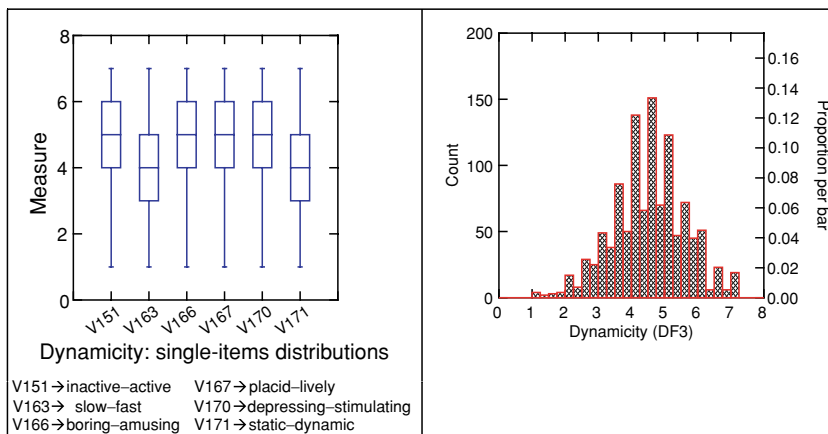 8
6
4
2
0
Measure
V151 V163 V166 V167 V170 V171
Dynamicity: single-items distributions
V151→inactive–active V167→placid–lively
V163→ slow–fast V170→depressing–stimulating
V166→boring–amusing V171→static–dynamic
200
150
100
50
0
Count
0.16
0.14
0.12
0.10
0.08
0.06
0.04
0.02
0.00
Proportion per bar
0 1 2 3 4 5 6 7 8
Dynamicity (DF3)